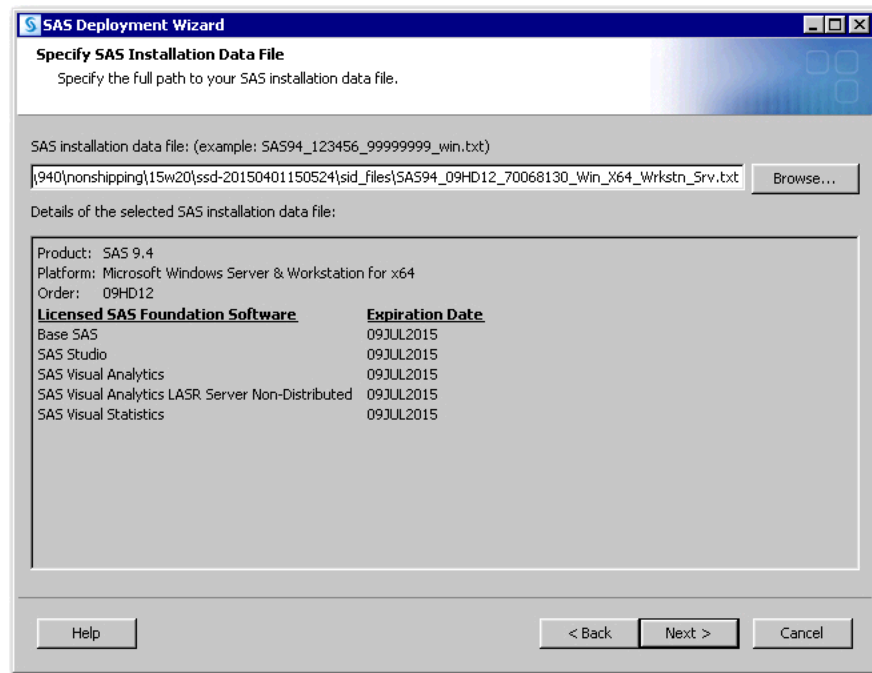 SAS Deployment Wizard
Specify SAS Installation Data File
Specify the full path to your SAS installation data file.
SAS installation data file: (example: SAS94_123456_99999999_win.txt)
\940\nonshipping\15w20\ssd-20150401150524\sid_files\SAS94_09HD12_70068130_Win_X64_Wrkstn_Srv.txt
Browse...
Details of the selected SAS installation data file:
Product: SAS 9.4
Platform: Microsoft Windows Server & Workstation for x64
Order: 09HD12
Licensed SAS Foundation Software Expiration Date
Base SAS 09JUL2015
SAS Studio 09JUL2015
SAS Visual Analytics 09JUL2015
SAS Visual Analytics LASR Server Non-Distributed 09JUL2015
SAS Visual Statistics 09JUL2015
Help < Back Next > Cancel